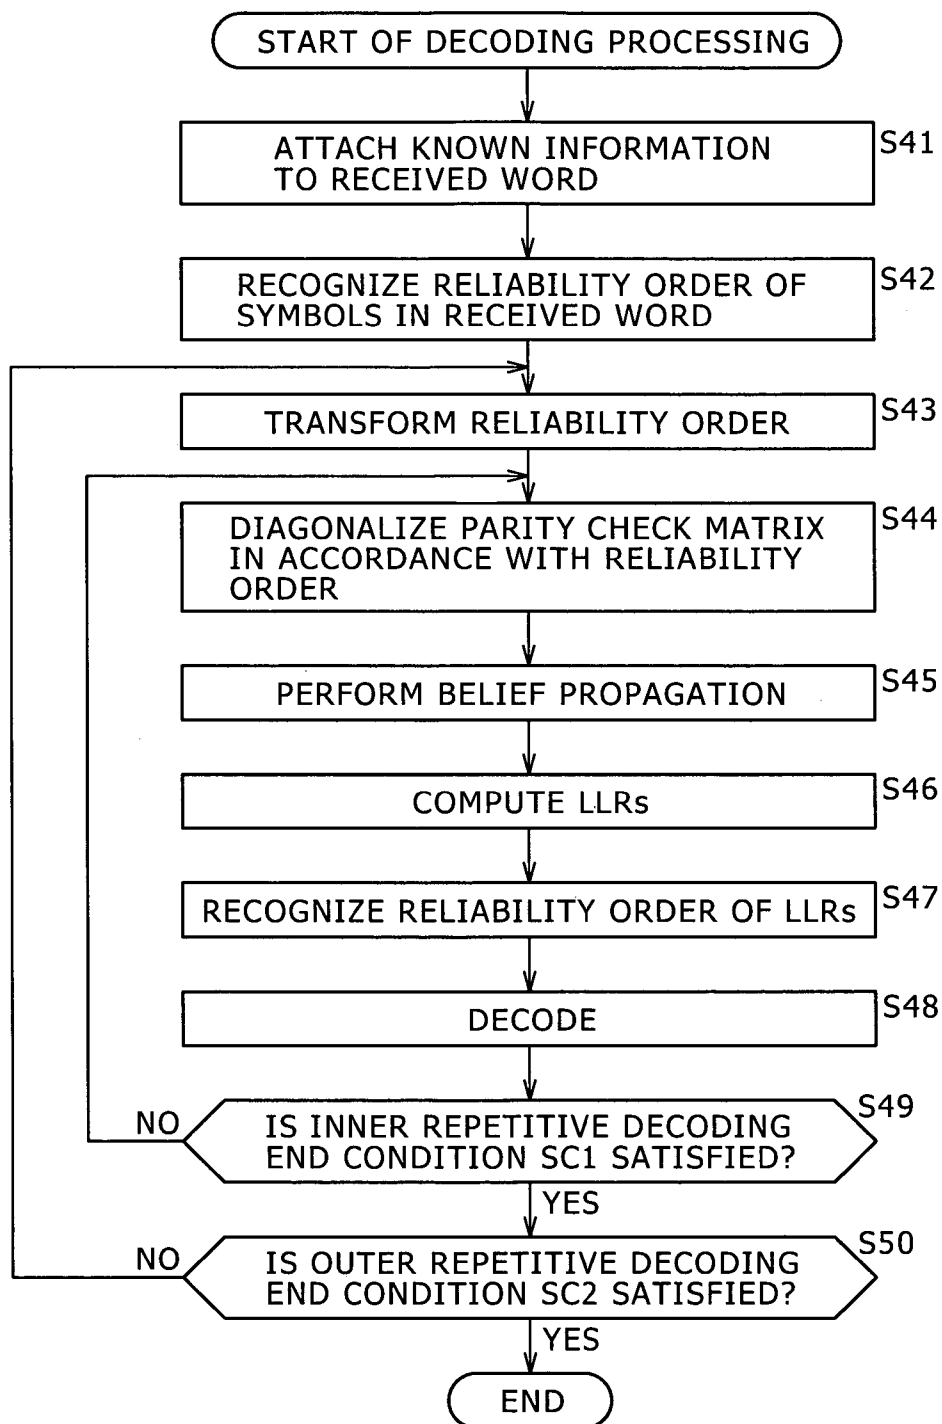 START OF DECODING PROCESSING
S41
ATTACH KNOWN INFORMATION
TO RECEIVED WORD
S42
RECOGNIZE RELIABILITY ORDER OF
SYMBOLS IN RECEIVED WORD
S43
TRANSFORM RELIABILITY ORDER
S44
DIAGONALIZE PARITY CHECK MATRIX
IN ACCORDANCE WITH RELIABILITY
ORDER
S45
PERFORM BELIEF PROPAGATION
S46
COMPUTE LLRs
S47
RECOGNIZE RELIABILITY ORDER OF LLRs
S48
DECODE
S49
NO
IS INNER REPETITIVE DECODING
END CONDITION SC1 SATISFIED?
YES
S50
NO
IS OUTER REPETITIVE DECODING
END CONDITION SC2 SATISFIED?
YES
END